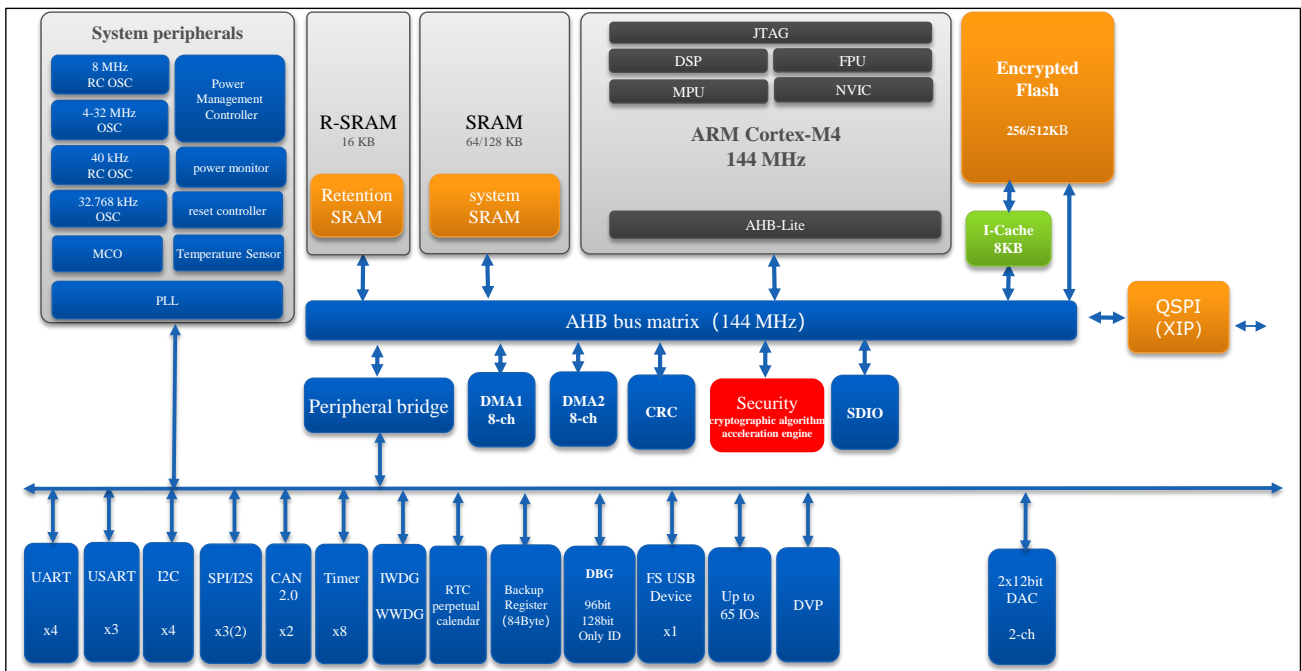 System peripherals
8 MHz
RC OSC
Power
Management
Controller
4-32 MHz
OSC
40 kHz
RC OSC
power monitor
32.768 kHz
OSC
reset controller
MCO
Temperature Sensor
PLL
R-SRAM
16 KB
Retention
SRAM
SRAM
64/128 KB
system
SRAM
JTAG
DSP
FPU
MPU
NVIC
ARM Cortex-M4
144 MHz
AHB-Lite
Encrypted
Flash
256/512KB
I-Cache
8KB
AHB bus matrix (144 MHz)
QSPI
(XIP)
Peripheral bridge
DMA1
8-ch
DMA2
8-ch
CRC
Security
cryptographic algorithm
acceleration engine
SDIO
UART
x4
USART
x3
I2C
x4
SPI/I2S
x3(2)
CAN
2.0
x2
Timer
x8
IWDG
WWDG
RTC
perpetual
calendar
Backup
Register
(84Byte)
DBG
96bit
128bit
Only ID
FS USB
Device
x1
Up to
65 IOs
DVP
2x12bit
DAC
2-ch